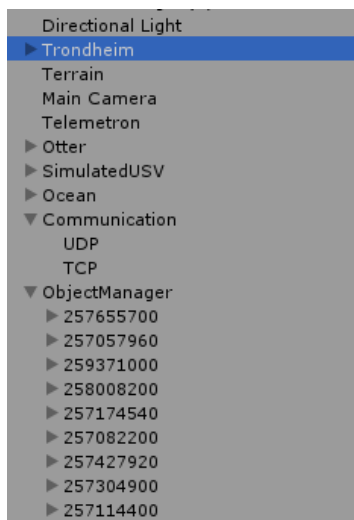 Directional Light
Trondheim
Terrain
Main Camera
Telemetron
Otter
SimulatedUSV
Ocean
Communication
UDP
TCP
ObjectManager
257655700
257057960
259371000
258008200
257174540
257082200
257427920
257304900
257114400